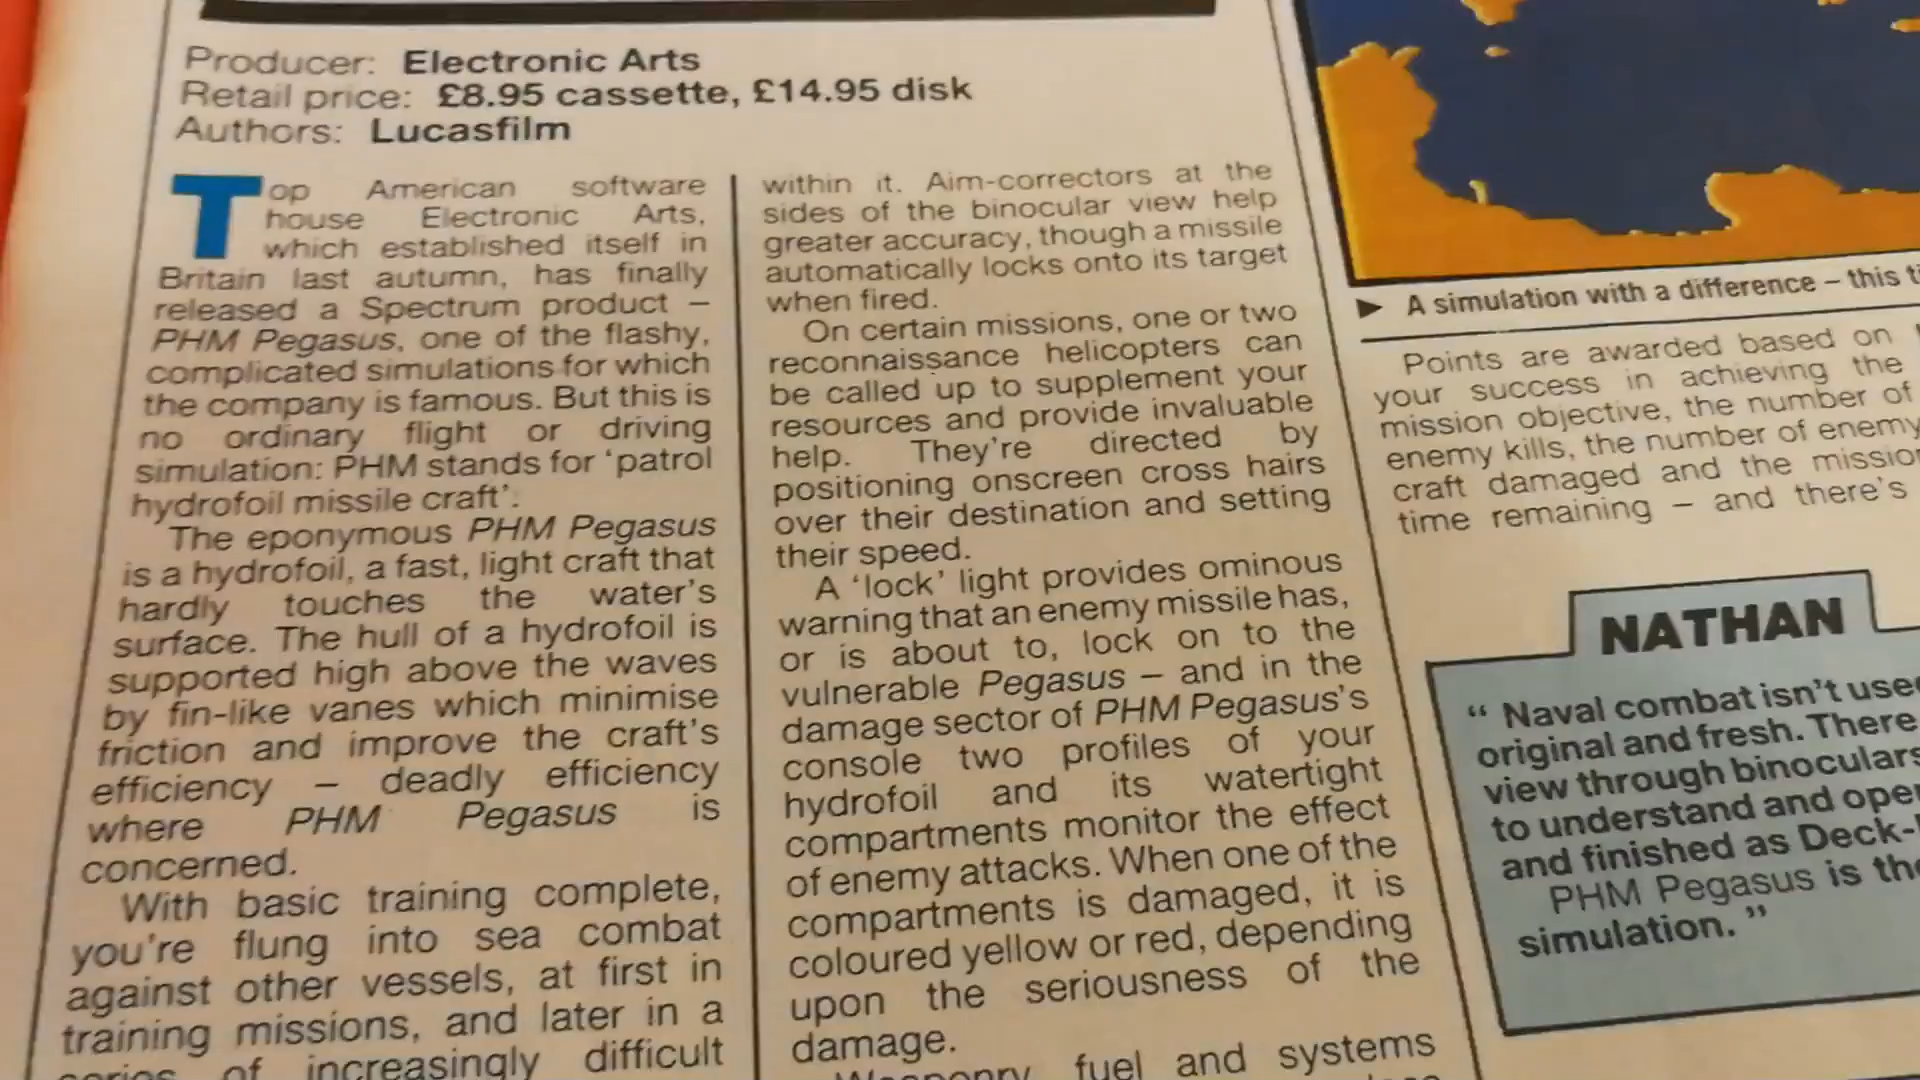 Producer: Electronic Arts
Retail price: £8.95 cassette, £14.95 disk
Authors: Lucasfilm
Top American software
house Electronic Arts,
which established itself in
Britain last autumn, has finally
released a Spectrum product –
PHM Pegasus, one of the flashy,
complicated simulations for which
the company is famous. But this is
no ordinary flight or driving
simulation: PHM stands for ‘patrol
hydrofoil missile craft’.
The eponymous PHM Pegasus
is a hydrofoil, a fast, light craft that
hardly touches the water's
surface. The hull of a hydrofoil is
supported high above the waves
by fin-like vanes which minimise
friction and improve the craft's
efficiency – deadly efficiency
where PHM Pegasus is
concerned.
With basic training complete,
you're flung into sea combat
against other vessels, at first in
training missions, and later in a
series of increasingly difficult
within it. Aim-correctors at the
sides of the binocular view help
greater accuracy, though a missile
automatically locks onto its target
when fired.
On certain missions, one or two
reconnaissance helicopters can
be called up to supplement your
resources and provide invaluable
help. They're directed by
positioning onscreen cross hairs
over their destination and setting
their speed.
A ‘lock’ light provides ominous
warning that an enemy missile has,
or is about to, lock on to the
vulnerable Pegasus – and in the
damage sector of PHM Pegasus's
console two profiles of your
hydrofoil and its watertight
compartments monitor the effect
of enemy attacks. When one of the
compartments is damaged, it is
coloured yellow or red, depending
upon the seriousness of the
damage.
Weaponry, fuel and systems
► A simulation with a difference – this
Points are awarded based on
your success in achieving the
mission objective, the number of
enemy kills, the number of enemy
craft damaged and the mission
time remaining – and there's
NATHAN
“ Naval combat isn't
original and fresh. There
view through binoculars
to understand and
and finished as Deck-
PHM Pegasus is
simulation. ”